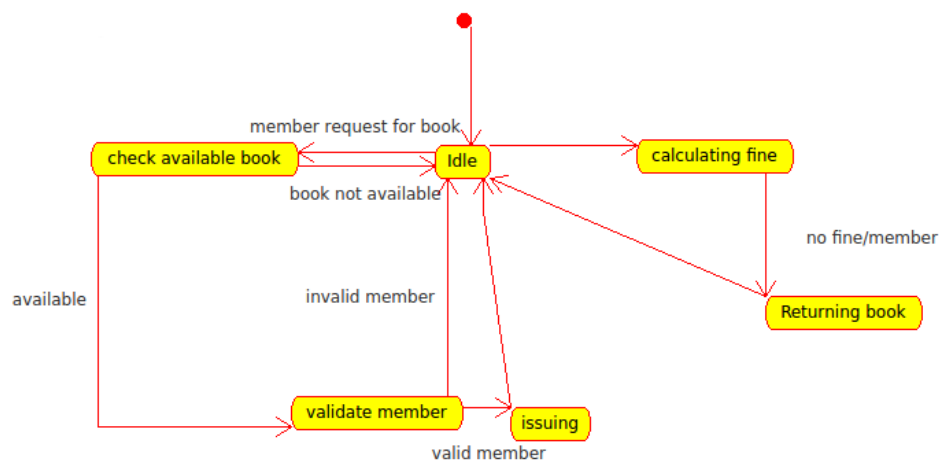 member request for book
check available book
Idle
calculating fine
book not available
no fine/member
available
invalid member
Returning book
validate member
issuing
valid member